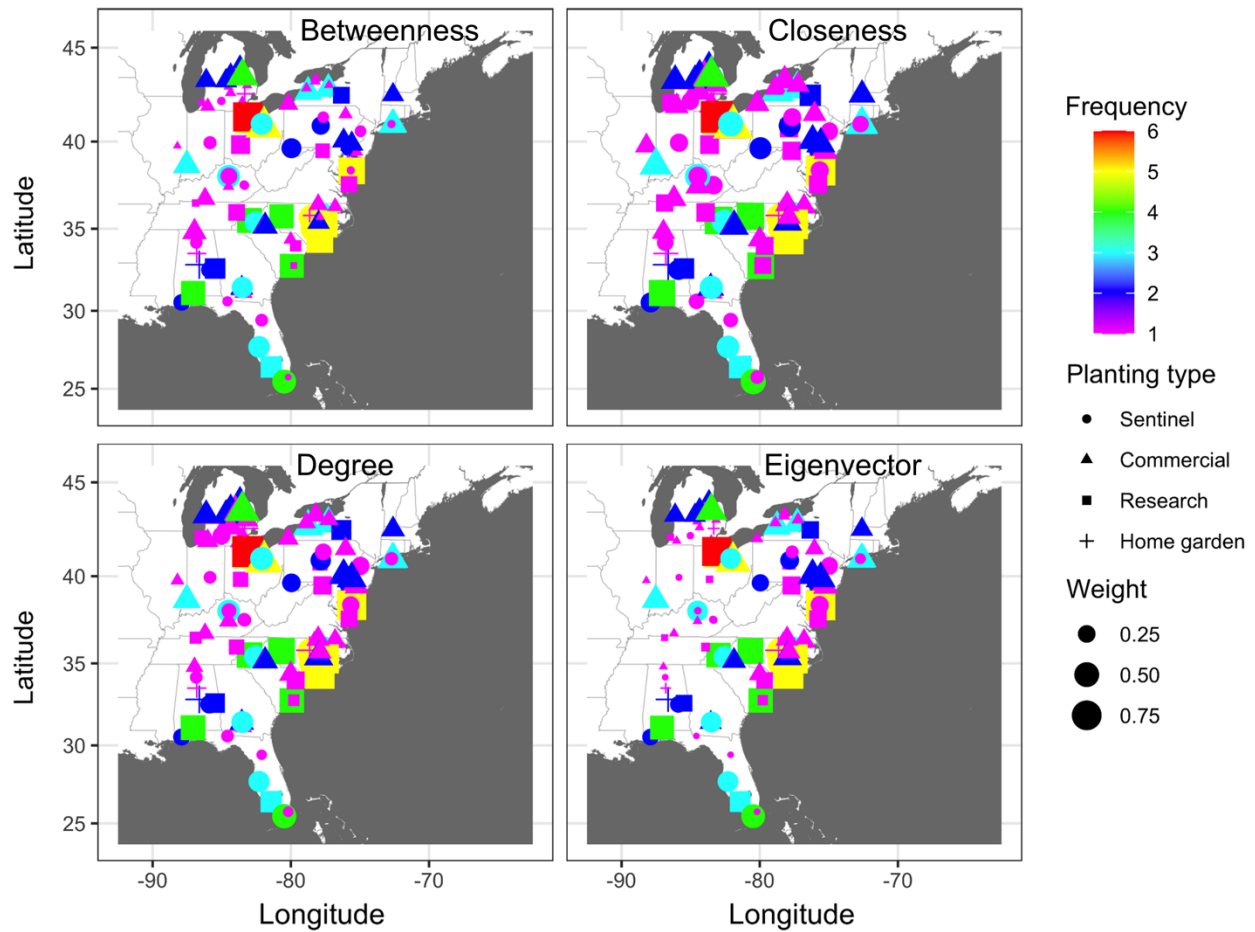 Betweenness
Closeness
45
40
35
30
25
Latitude
Degree
Eigenvector
45
40
35
30
25
Latitude
-90
-80
-70
-90
-80
-70
Longitude
Longitude
Frequency
6
5
4
3
2
1
Planting type
Sentinel
Commercial
Research
Home garden
Weight
0.25
0.50
0.75